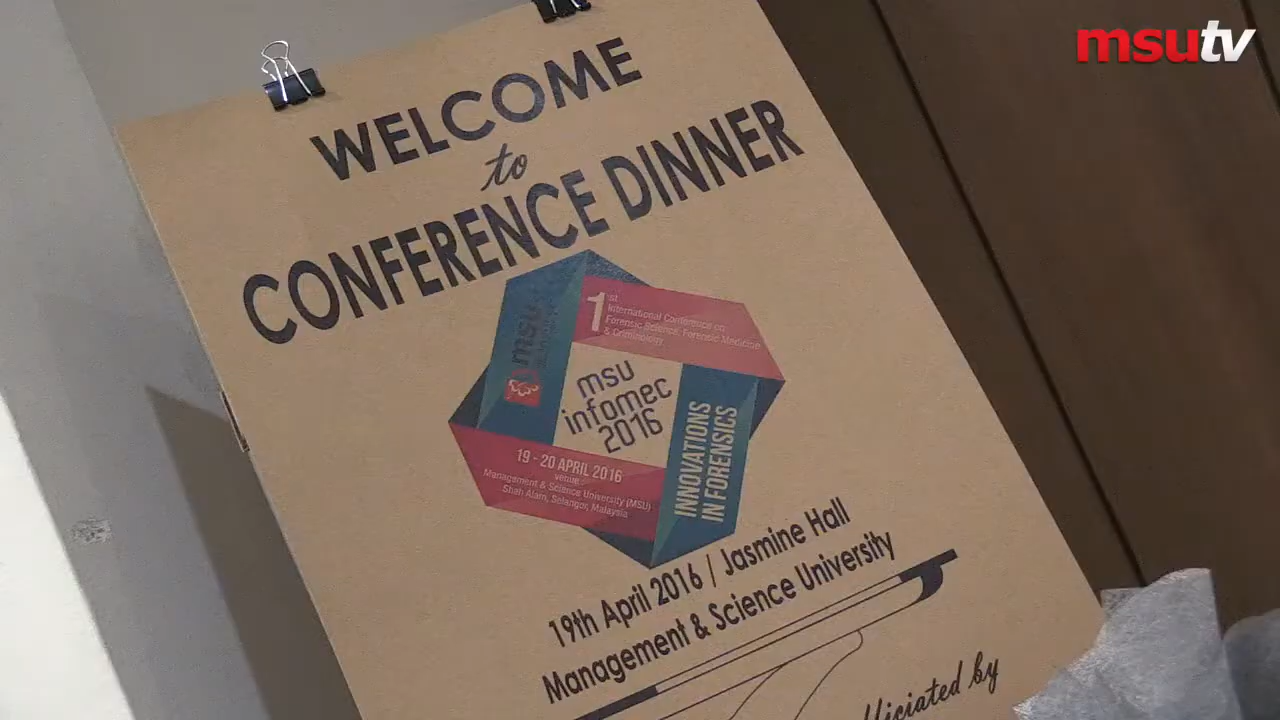 msutv
WELCOME
to
CONFERENCE DINNER
msu
1st
International Conference on
Forensic Science, Forensic Medicine
& Criminology
msu
infomec
2016
19 - 20 APRIL 2016
venue
Management & Science University (MSU)
Shah Alam, Selangor, Malaysia
INNOVATIONS
IN FORENSICS
19th April 2016 / Jasmine Hall
Management & Science University
by